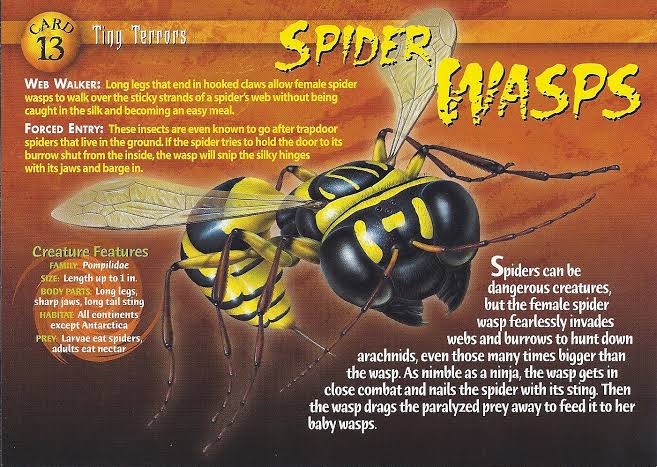 CARD
13
Tiny Terrors
SPIDER
WASPS
WEB WALKER: Long legs that end in hooked claws allow female spider
wasps to walk over the sticky strands of a spider's web without being
caught in the silk and becoming an easy meal.
FORCED ENTRY: These insects are even known to go after trapdoor
spiders that live in the ground. If the spider tries to hold the door to its
burrow shut from the inside, the wasp will snip the silky hinges
with its jaws and barge in.
Creature Features
FAMILY: Pompilidae
SIZE: Length up to 1 in.
BODY PARTS: Long legs,
sharp jaws, long tail sting
HABITAT: All continents
except Antarctica
PREY: Larvae eat spiders,
adults eat nectar
Spiders can be
dangerous creatures,
but the female spider
wasp fearlessly invades
webs and burrows to hunt down
arachnids, even those many times bigger than
the wasp. As nimble as a ninja, the wasp gets in
close combat and nails the spider with its sting. Then
the wasp drags the paralyzed prey away to feed it to her
baby wasps.